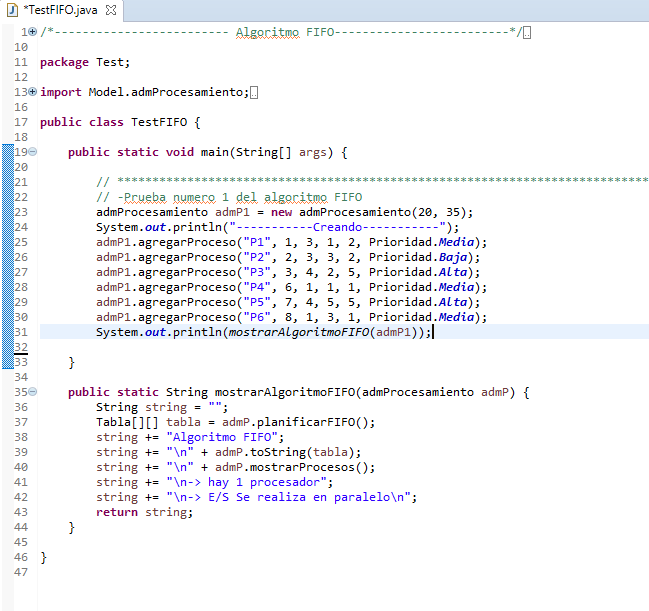 *TestFIFO.java
1 /*------------------------- Algoritmo FIFO-------------------------*/
10
11 package Test;
12
13 import Model.admProcesamiento;
16
17 public class TestFIFO {
18
19     public static void main(String[] args) {
20
21         // ****************************************************************************
22         // -Prueba numero 1 del algoritmo FIFO
23         admProcesamiento admP1 = new admProcesamiento(20, 35);
24         System.out.println("-----------Creando-----------");
25         admP1.agregarProceso("P1", 1, 3, 1, 2, Prioridad.Media);
26         admP1.agregarProceso("P2", 2, 3, 3, 2, Prioridad.Baja);
27         admP1.agregarProceso("P3", 3, 4, 2, 5, Prioridad.Alta);
28         admP1.agregarProceso("P4", 6, 1, 1, 1, Prioridad.Media);
29         admP1.agregarProceso("P5", 7, 4, 5, 5, Prioridad.Alta);
30         admP1.agregarProceso("P6", 8, 1, 3, 1, Prioridad.Media);
31         System.out.println(mostrarAlgoritmoFIFO(admP1));
32
33     }
34
35     public static String mostrarAlgoritmoFIFO(admProcesamiento admP) {
36         String string = "";
37         Tabla[][] tabla = admP.planificarFIFO();
38         string += "Algoritmo FIFO";
39         string += "\n" + admP.toString(tabla);
40         string += "\n" + admP.mostrarProcesos();
41         string += "\n-> hay 1 procesador";
42         string += "\n-> E/S Se realiza en paralelo\n";
43         return string;
44     }
45
46 }
47